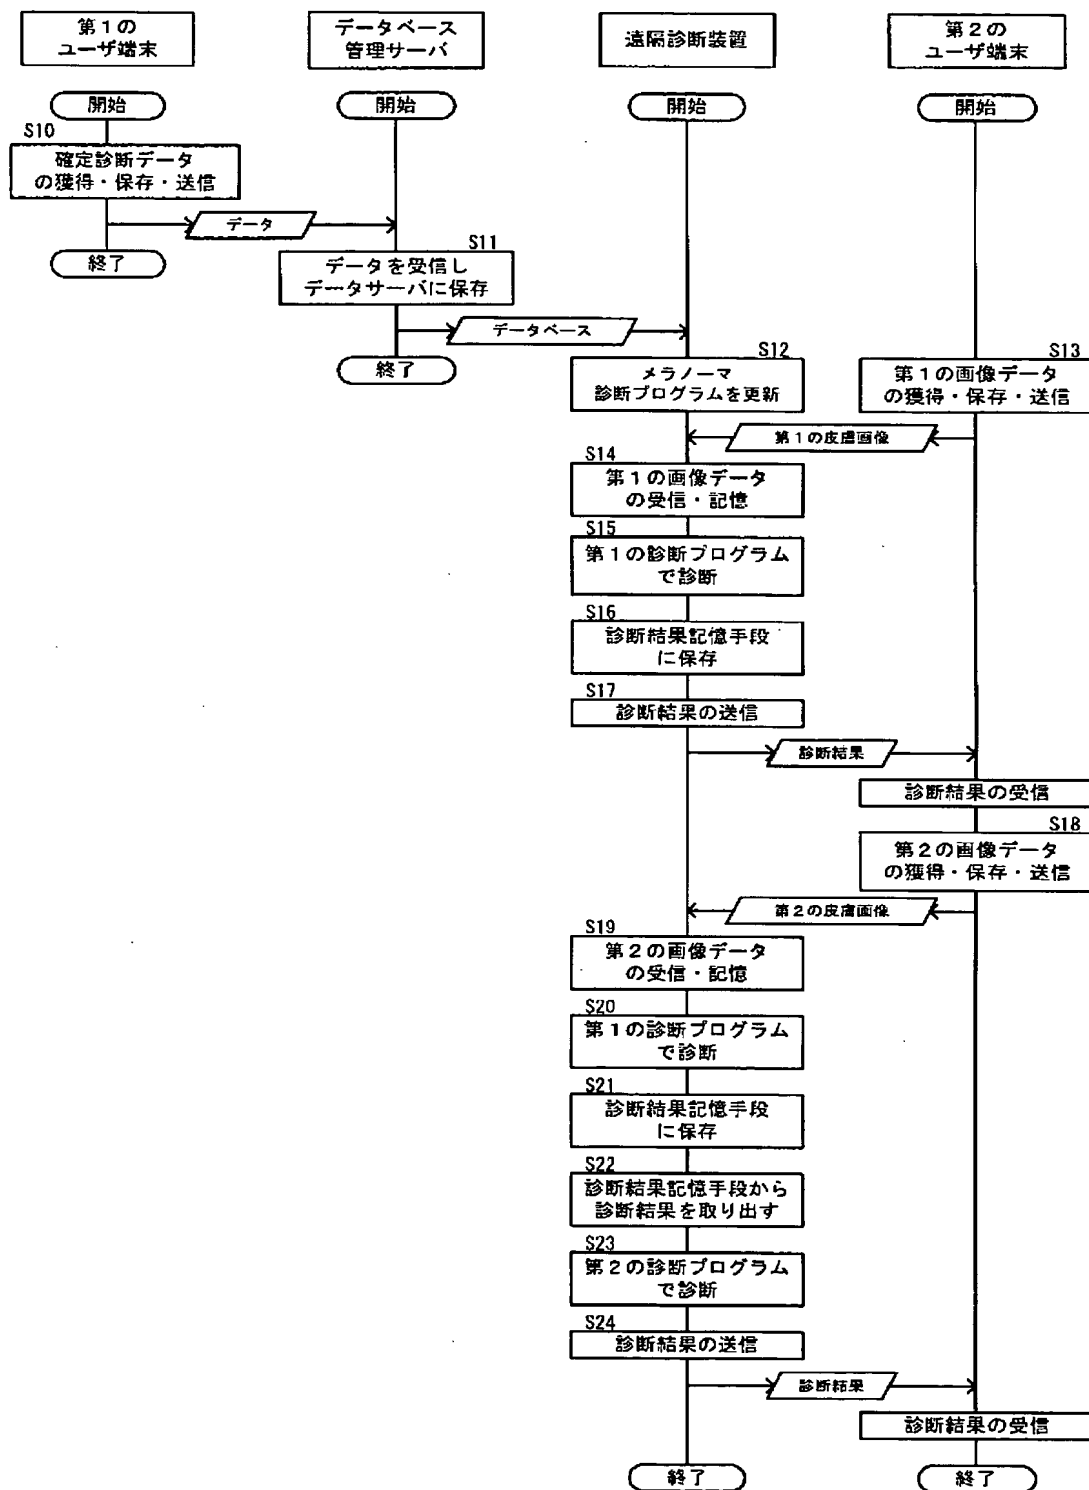 第1の
ユーザ端末
データベース
管理サーバ
遠隔診断装置
第2の
ユーザ端末
開始
開始
開始
開始
S10
確定診断データ
の獲得・保存・送信
データ
終了
S11
データを受信し
データサーバに保存
データベース
終了
S12
メラノーマ
診断プログラムを更新
S13
第1の画像データ
の獲得・保存・送信
第1の皮膚画像
S14
第1の画像データ
の受信・記憶
S15
第1の診断プログラム
で診断
S16
診断結果記憶手段
に保存
S17
診断結果の送信
診断結果
診断結果の受信
S18
第2の画像データ
の獲得・保存・送信
第2の皮膚画像
S19
第2の画像データ
の受信・記憶
S20
第1の診断プログラム
で診断
S21
診断結果記憶手段
に保存
S22
診断結果記憶手段から
診断結果を取り出す
S23
第2の診断プログラム
で診断
S24
診断結果の送信
診断結果
診断結果の受信
終了
終了